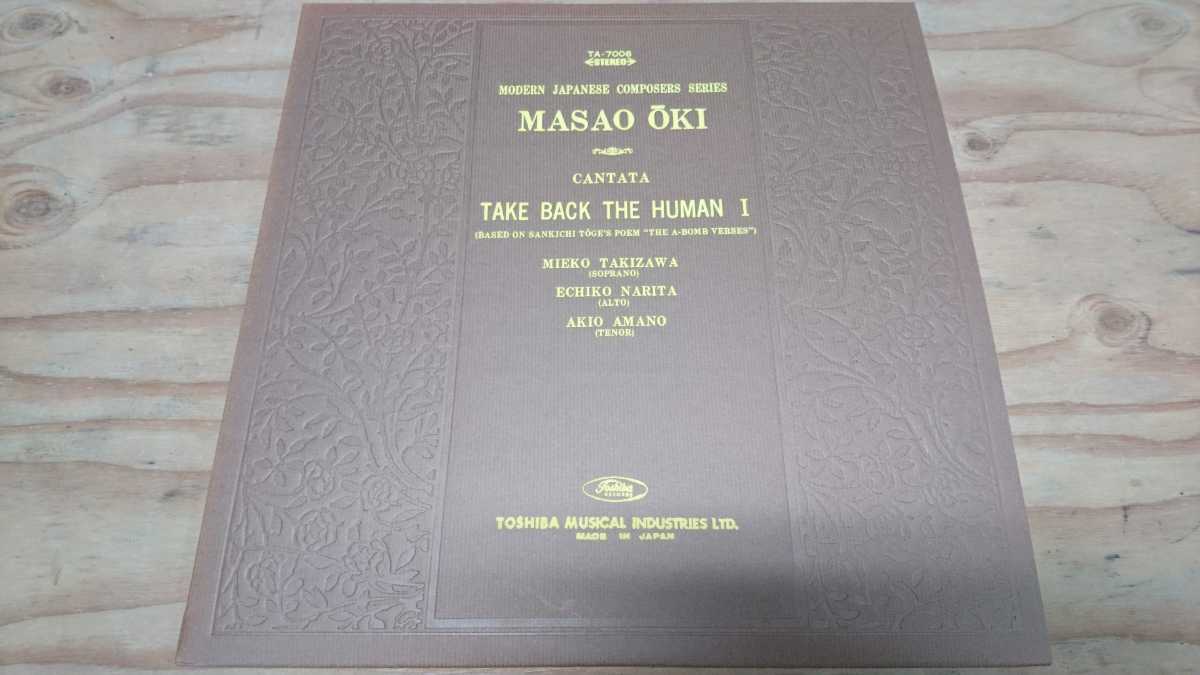 TA-7006
STEREO
MODERN JAPANESE COMPOSERS SERIES
MASAO ŌKI
CANTATA
TAKE BACK THE HUMAN I
(BASED ON SANKICHI TŌGE'S POEM "THE A-BOMB VERSES")
MIEKO TAKIZAWA
(SOPRANO)
ECHIKO NARITA
(ALTO)
AKIO AMANO
(TENOR)
Toshiba
RECORDS
TOSHIBA MUSICAL INDUSTRIES LTD.
MADE IN JAPAN